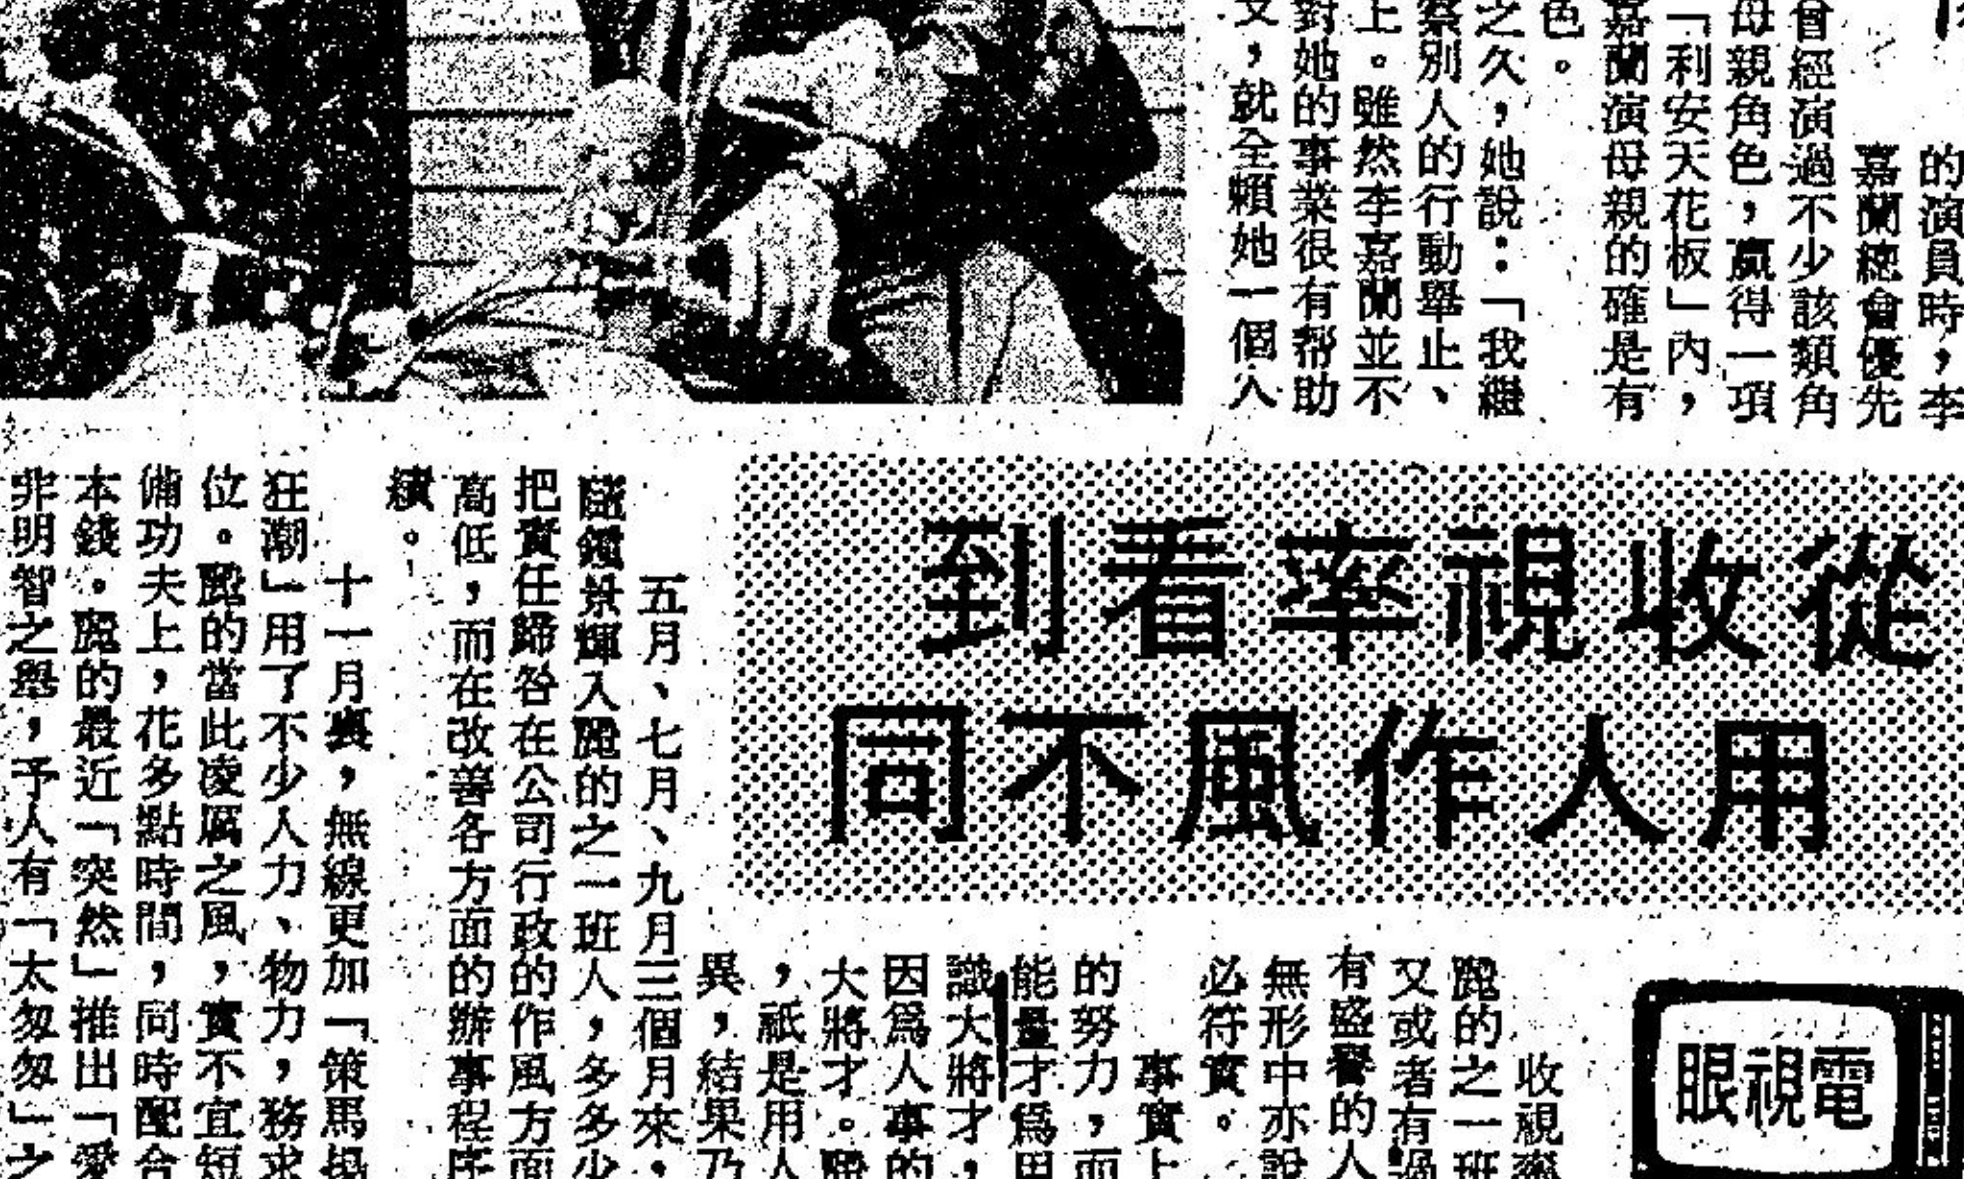 的演員時，李
嘉蘭總會優先
曾經演過不少該類角
母親角色，贏得一項
「利安天花板」內，
嘉蘭演母親的確是有
色。
之久，她說：「我繼
察別人的行動舉止、
上。雖然李嘉蘭並不
對她的事業很有幫助
文，就全賴她一個人
從收視率看到
用人作風不同
電視眼
收視率
麗的之一班
又或者有過
有盛譽的人
無形中亦說
必符實。
事實上
的努力，而
能量才爲用
識大將才，
因爲人事的
大將才。
，祇是用人
異，結果乃
五月、七月、九月三個月來，
隨鍾景輝入麗的之一班人，多多少
把責任歸咎在公司行政的作風方面
高低，而在改善各方面的辦事程序
績。
十一月與，無線更加「策馬揚
狂潮」用了不少人力、物力，務求
位。麗的當此凌厲之風，實不宜短
備功夫上，花多點時間，同時配合
本錢。麗的最近「突然」推出「愛
非明智之舉，予人有「太匆匆」之